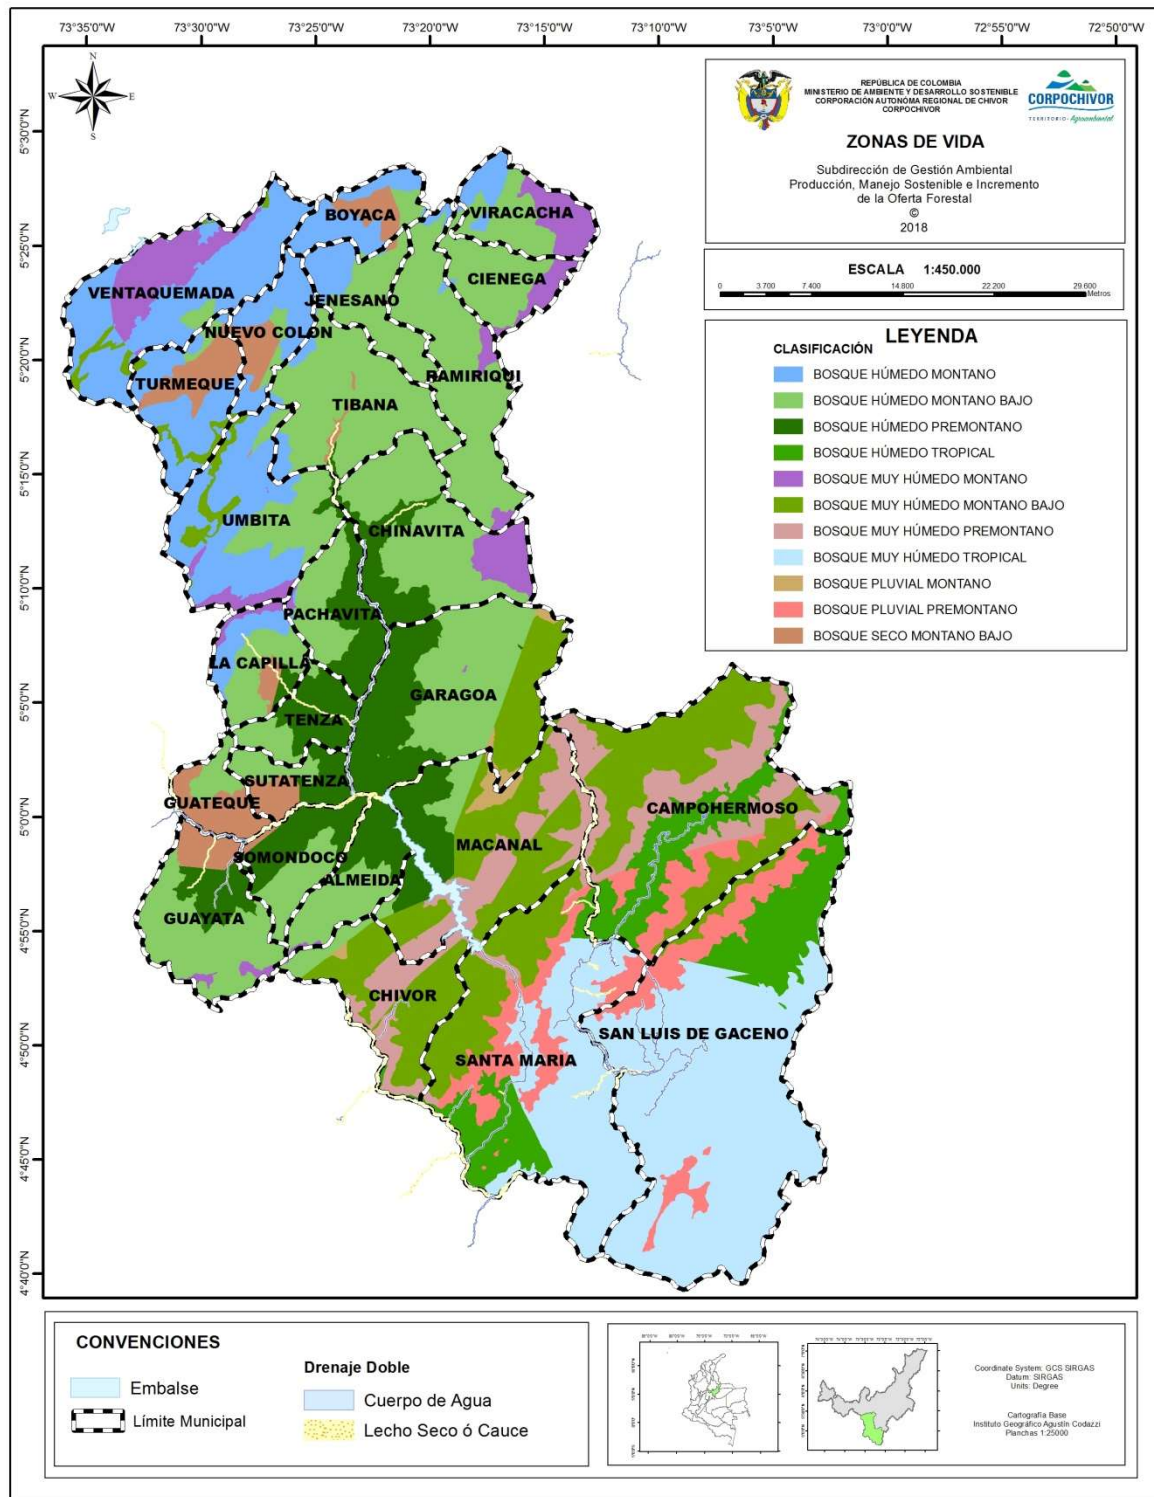 73°35'0"W 73°30'0"W 73°25'0"W 73°20'0"W 73°15'0"W 73°10'0"W 73°5'0"W 73°0'0"W 72°55'0"W 72°50'0"W
N
W E
S
5°30'0"N
5°25'0"N
5°20'0"N
5°15'0"N
5°10'0"N
5°5'0"N
5°0'0"N
4°55'0"N
4°50'0"N
4°45'0"N
4°40'0"N
REPÚBLICA DE COLOMBIA
MINISTERIO DE AMBIENTE Y DESARROLLO SOSTENIBLE
CORPORACIÓN AUTONÓMA REGIONAL DE CHIVOR
CORPOCHIVOR
CORPOCHIVOR
TERRITORIO - Agroambiental
ZONAS DE VIDA
Subdirección de Gestión Ambiental
Producción, Manejo Sostenible e Incremento
de la Oferta Forestal
©
2018
ESCALA 1:450.000
0 3.700 7.400 14.800 22.200 29.600
Metros
LEYENDA
CLASIFICACIÓN
BOSQUE HÚMEDO MONTANO
BOSQUE HÚMEDO MONTANO BAJO
BOSQUE HÚMEDO PREMONTANO
BOSQUE HÚMEDO TROPICAL
BOSQUE MUY HÚMEDO MONTANO
BOSQUE MUY HÚMEDO MONTANO BAJO
BOSQUE MUY HÚMEDO PREMONTANO
BOSQUE MUY HÚMEDO TROPICAL
BOSQUE PLUVIAL MONTANO
BOSQUE PLUVIAL PREMONTANO
BOSQUE SECO MONTANO BAJO
BOYACA
VIRACACHA
CIENEGA
VENTAQUEMADA
JENESANO
NUEVO COLON
TURMEQUE
RAMIRIQUI
TIBANA
UMBITA
CHINAVITA
PACHAVITA
LA CAPILLA
GARAGOA
TENZA
SUTATENZA
GUATEQUE
CAMPOHERMOSO
MACANAL
SOMONDOCO
ALMEIDA
GUAYATA
CHIVOR
SAN LUIS DE GACENO
SANTA MARIA
CONVENCIONES
Embalse
Límite Municipal
Drenaje Doble
Cuerpo de Agua
Lecho Seco ó Cauce
Coordinate System: GCS SIRGAS
Datum: SIRGAS
Units: Degree
Cartografía Base
Instituto Geográfico Agustín Codazzi
Planchas 1:25000